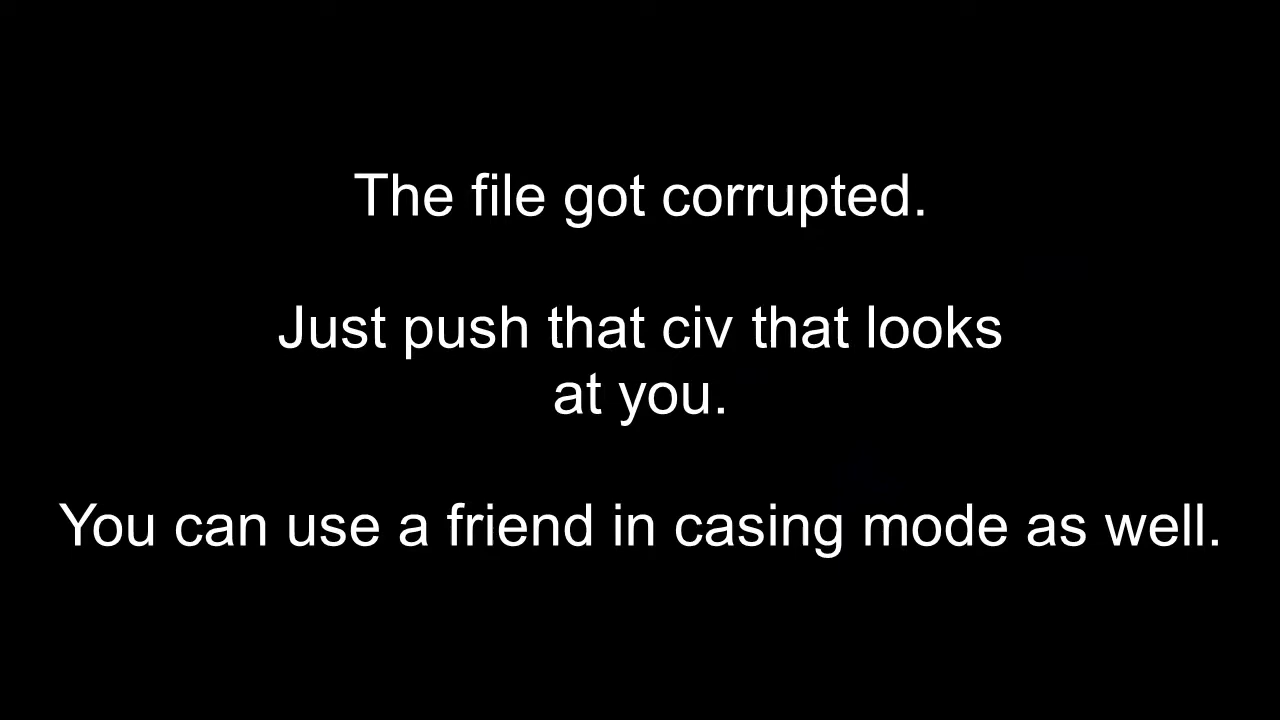 The file got corrupted.
Just push that civ that looks
at you.
You can use a friend in casing mode as well.